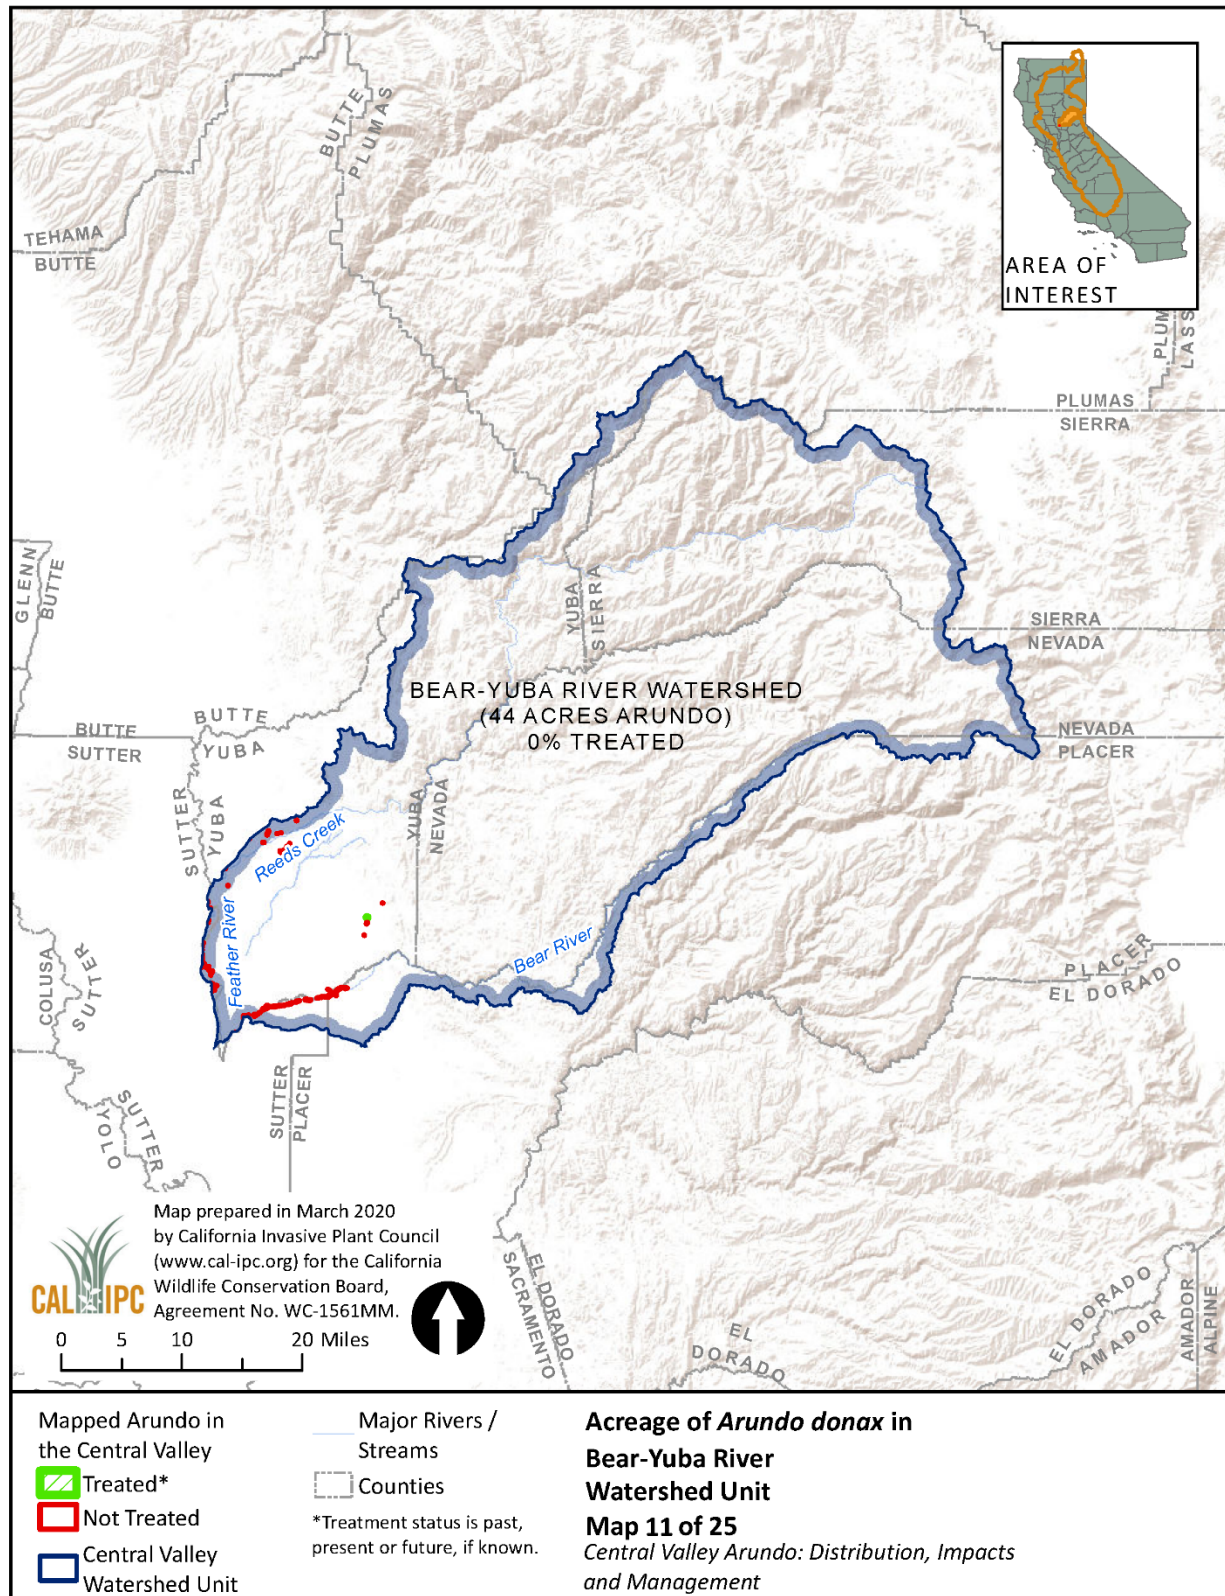 BUTTE
PLUMAS
TEHAMA
BUTTE
AREA OF
INTEREST
PLUM
LASS
PLUMAS
SIERRA
GLENN
BUTTE
YUBA
SIERRA
SIERRA
NEVADA
BEAR-YUBA RIVER WATERSHED
(44 ACRES ARUNDO)
0% TREATED
BUTTE
YUBA
BUTTE
SUTTER
NEVADA
PLACER
SUTTER
YUBA
YUBA
NEVADA
Reeds Creek
Feather River
Bear River
COLUSA
SUTTER
PLACER
EL DORADO
SUTTER
PLACER
SUTTER
YOLO
SUTTER
Map prepared in March 2020
by California Invasive Plant Council
(www.cal-ipc.org) for the California
Wildlife Conservation Board,
Agreement No. WC-1561MM.
CAL IPC
0 5 10 20 Miles
EL DORADO
SACRAMENTO
EL
DORADO
EL DORADO
AMADOR
AMADOR
ALPINE
Mapped Arundo in
the Central Valley
Treated*
Not Treated
Central Valley
Watershed Unit
Major Rivers /
Streams
Counties
*Treatment status is past,
present or future, if known.
Acreage of Arundo donax in
Bear-Yuba River
Watershed Unit
Map 11 of 25
Central Valley Arundo: Distribution, Impacts
and Management